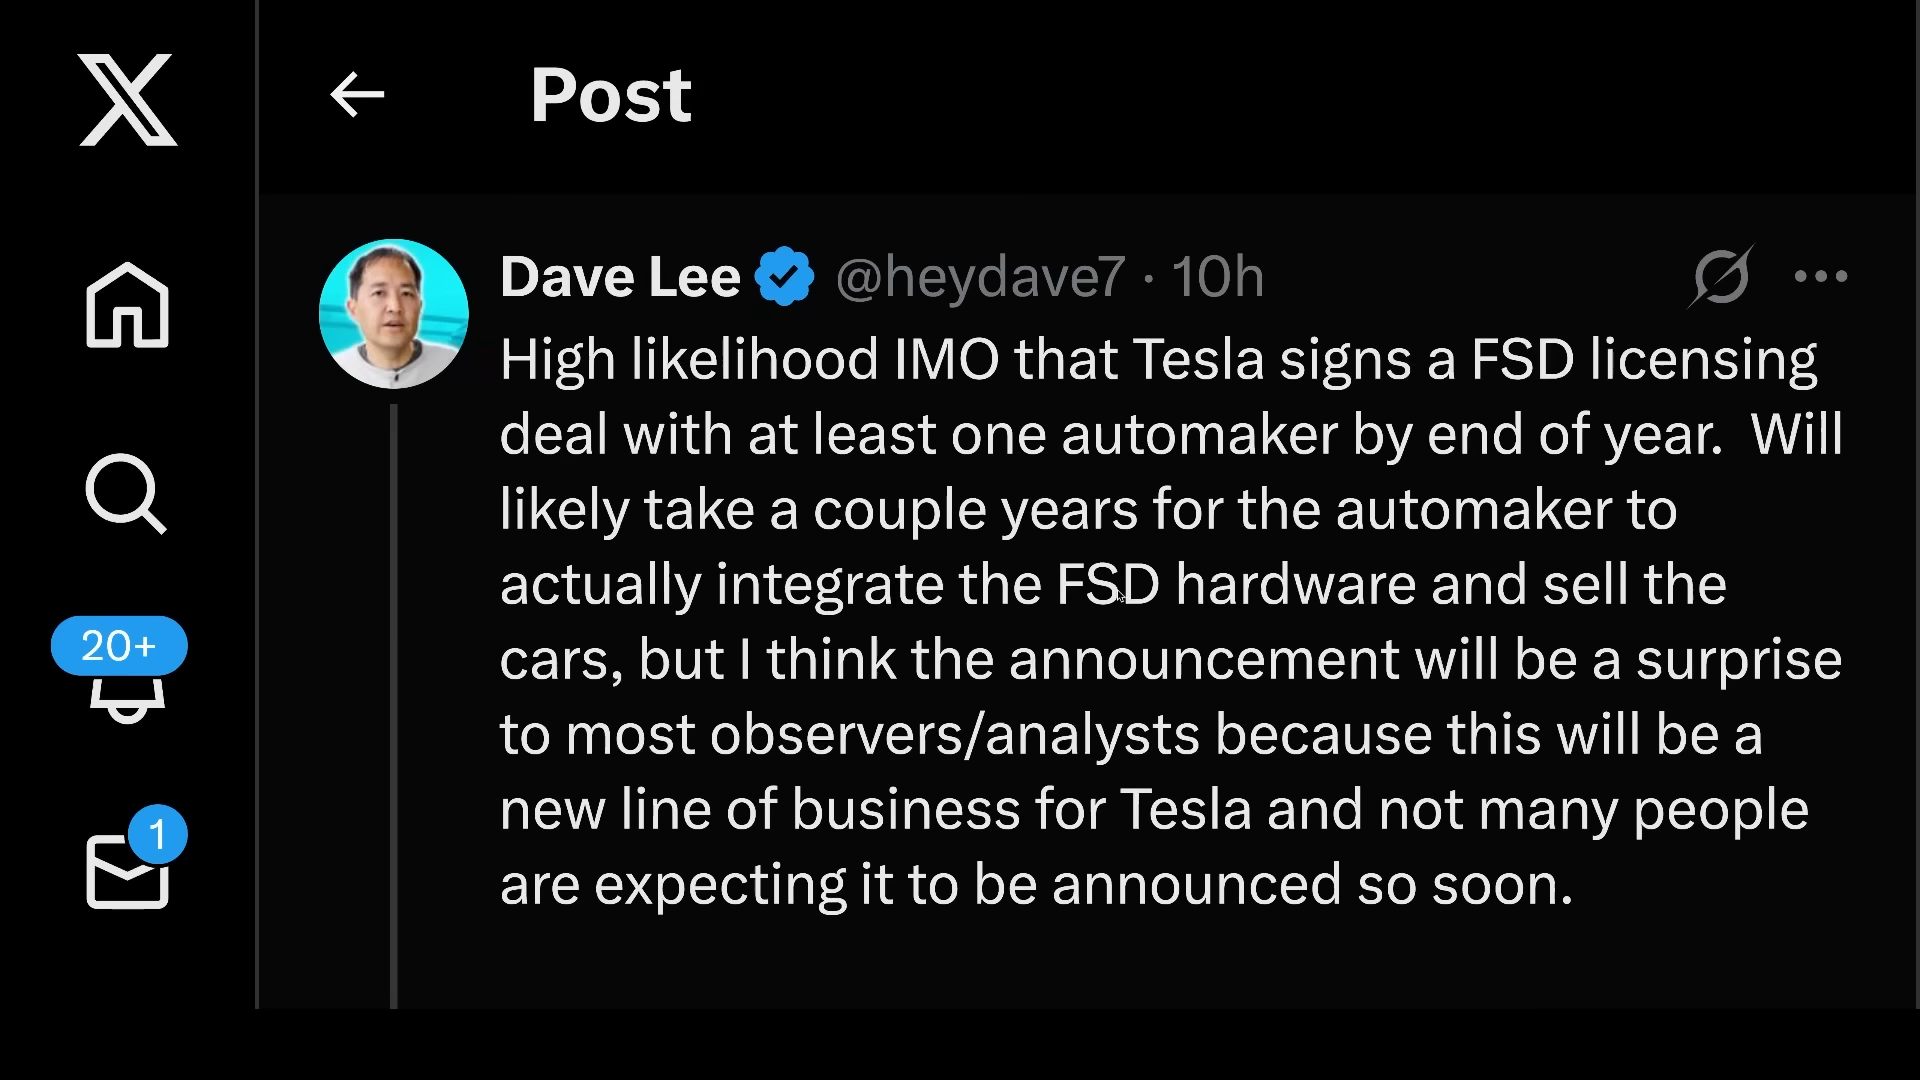 Post
Dave Lee @heydave7 · 10h
High likelihood IMO that Tesla signs a FSD licensing
deal with at least one automaker by end of year.  Will
likely take a couple years for the automaker to
actually integrate the FSD hardware and sell the
cars, but I think the announcement will be a surprise
to most observers/analysts because this will be a
new line of business for Tesla and not many people
are expecting it to be announced so soon.
20+
1